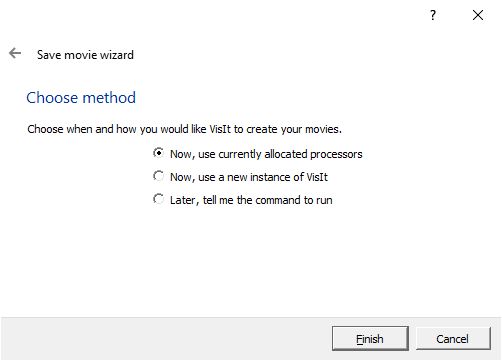 ?
Save movie wizard
Choose method
Choose when and how you would like VisIt to create your movies.
Now, use currently allocated processors
Now, use a new instance of VisIt
Later, tell me the command to run
Finish Cancel